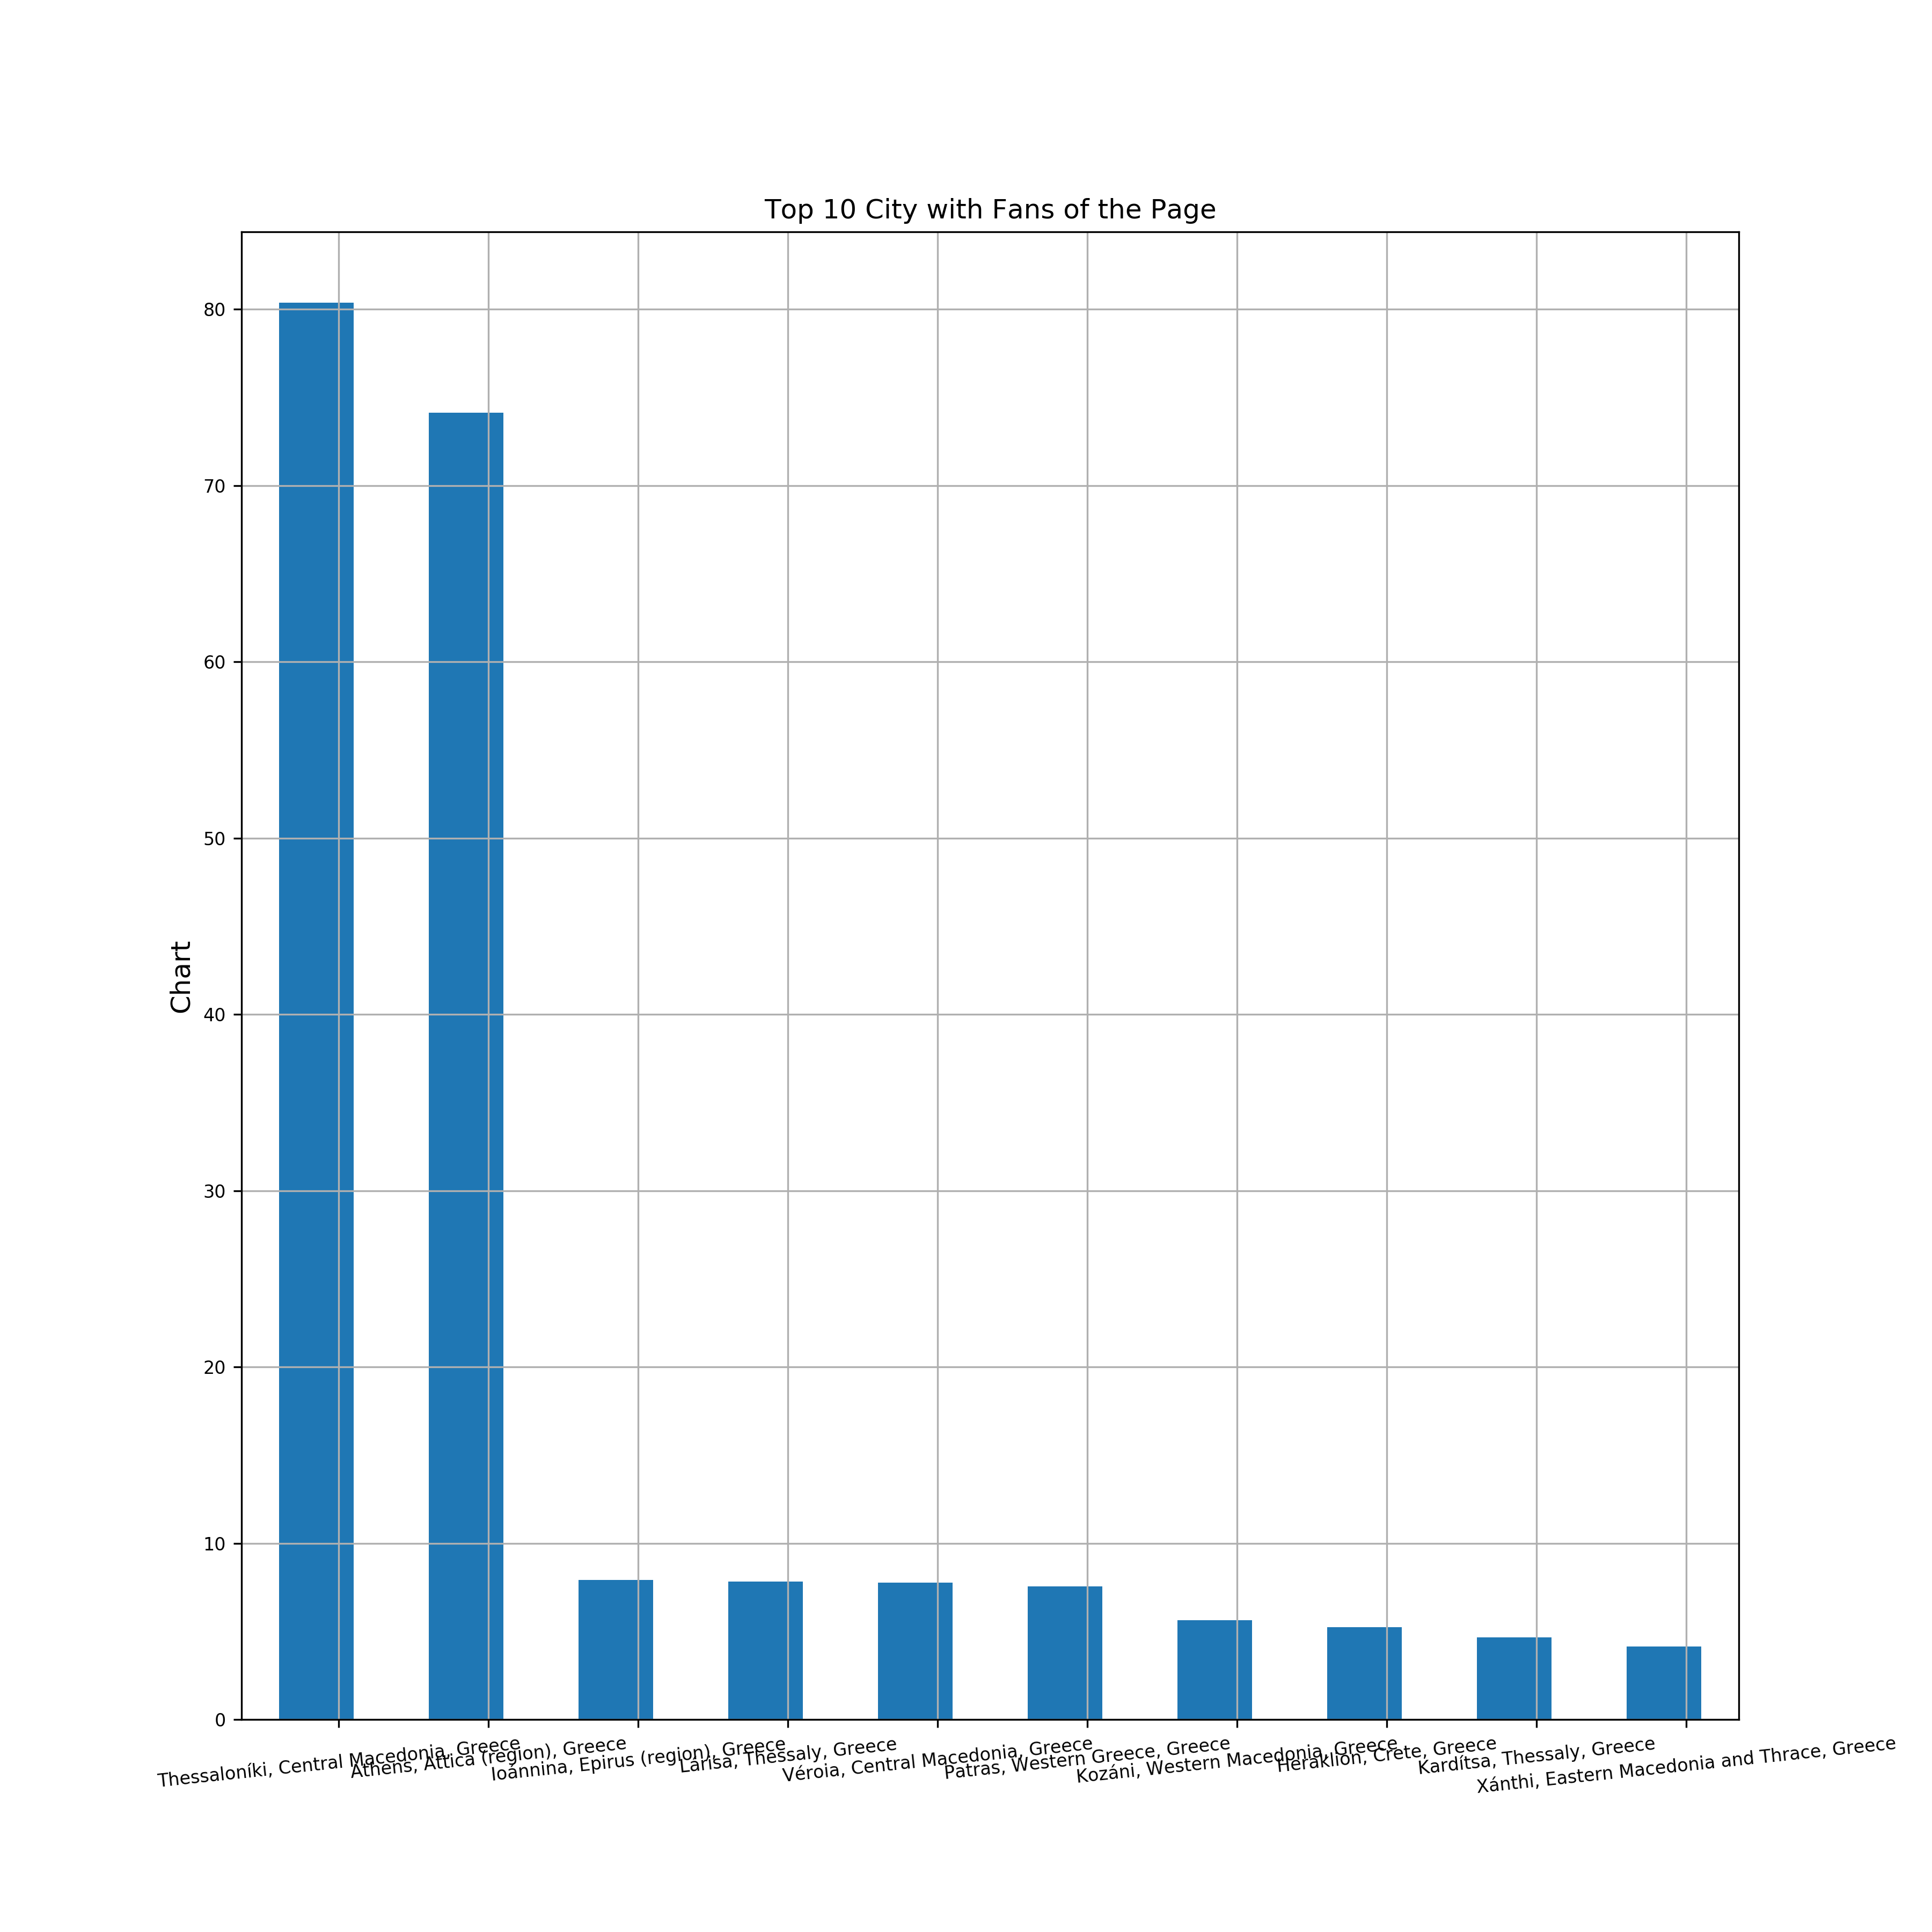 Top 10 City with Fans of the Page
Chart
80
70
60
50
40
30
20
10
0
Thessaloníki, Central Macedonia, Greece
Athens, Attica (region), Greece
Ioánnina, Epirus (region), Greece
Larisa, Thessaly, Greece
Véroia, Central Macedonia, Greece
Patras, Western Greece, Greece
Kozáni, Western Macedonia, Greece
Heraklion, Crete, Greece
Kardítsa, Thessaly, Greece
Xánthi, Eastern Macedonia and Thrace, Greece